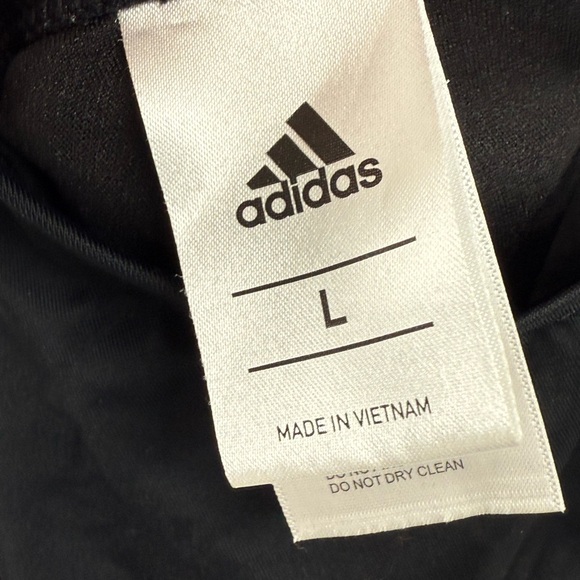 adidas
L
MADE IN VIETNAM
DO NOT DRY CLEAN